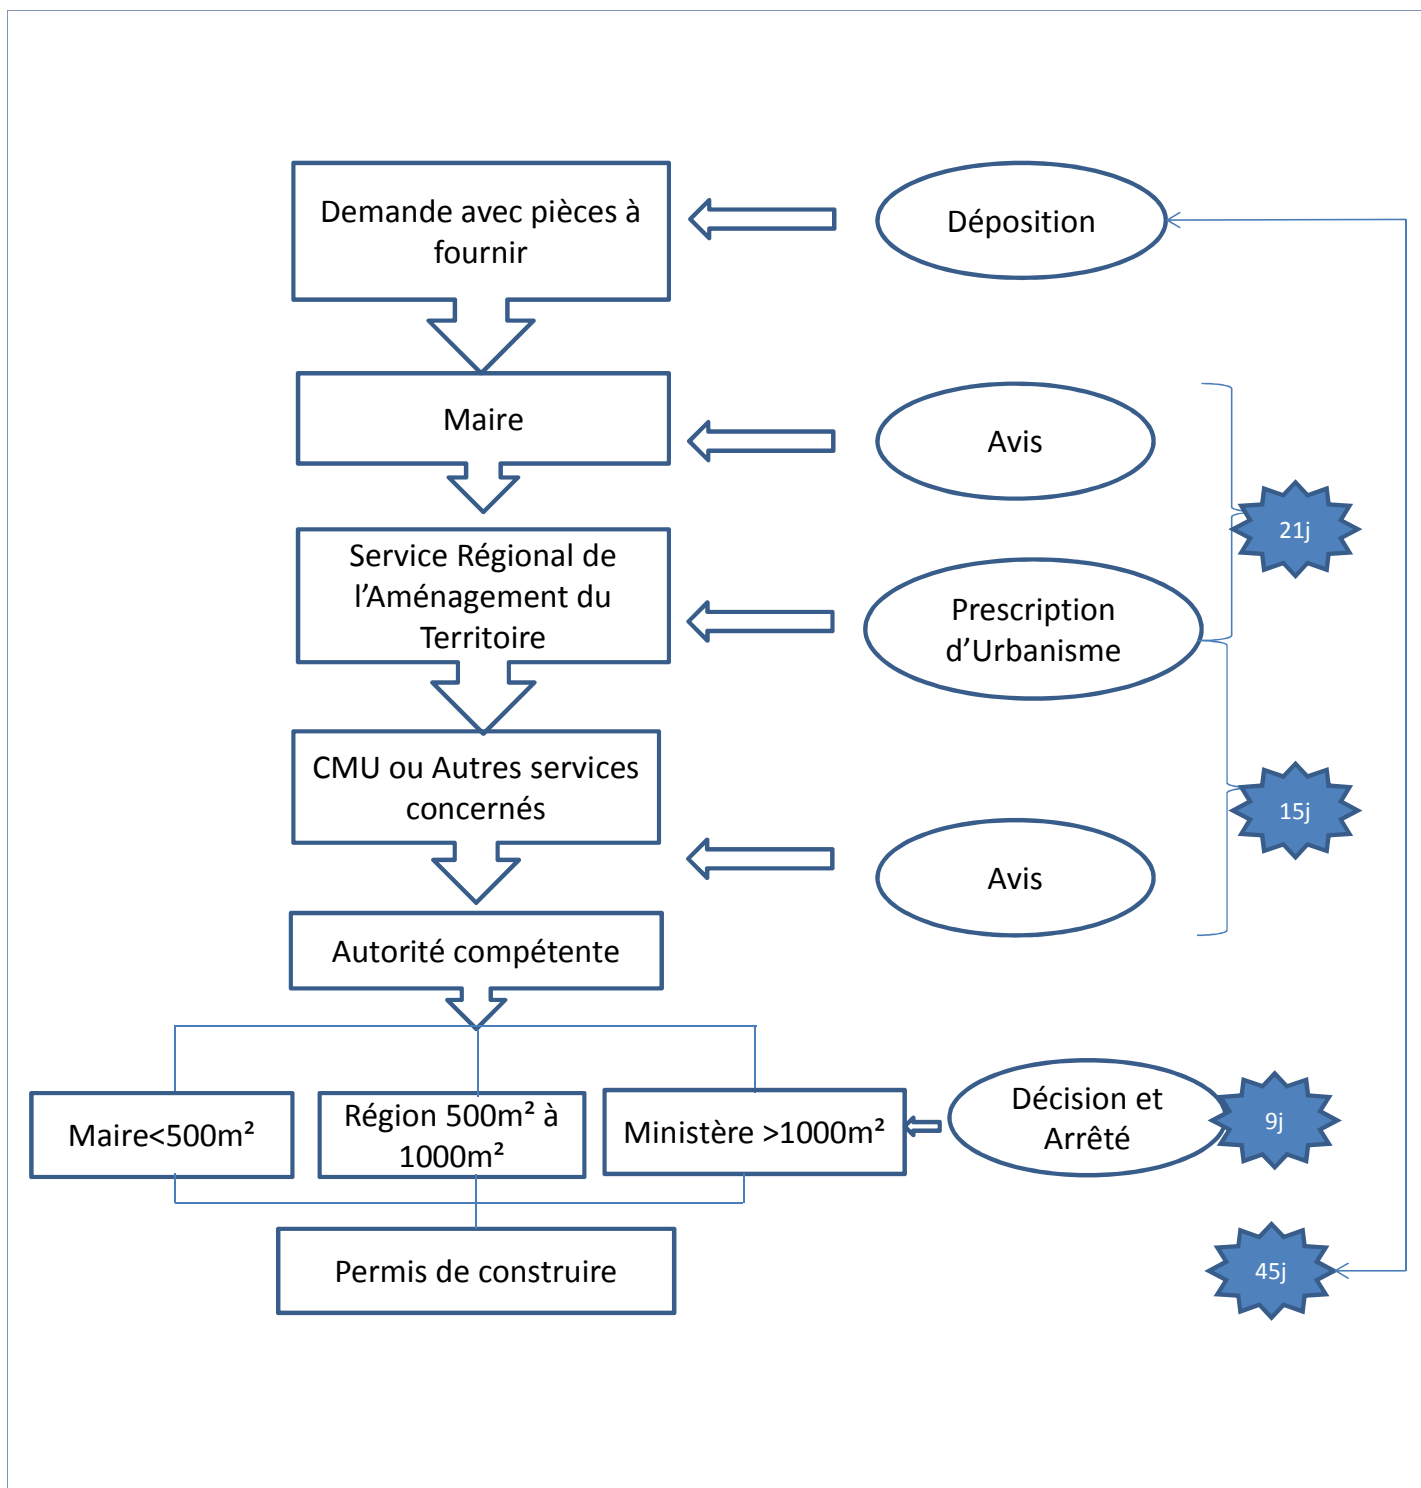 Demande avec pièces à
fournir
Déposition
Maire
Avis
21j
Service Régional de
l’Aménagement du
Territoire
Prescription
d’Urbanisme
CMU ou Autres services
concernés
15j
Avis
Autorité compétente
Maire<500m²
Région 500m² à
1000m²
Ministère >1000m²
Décision et
Arrêté
9j
Permis de construire
45j